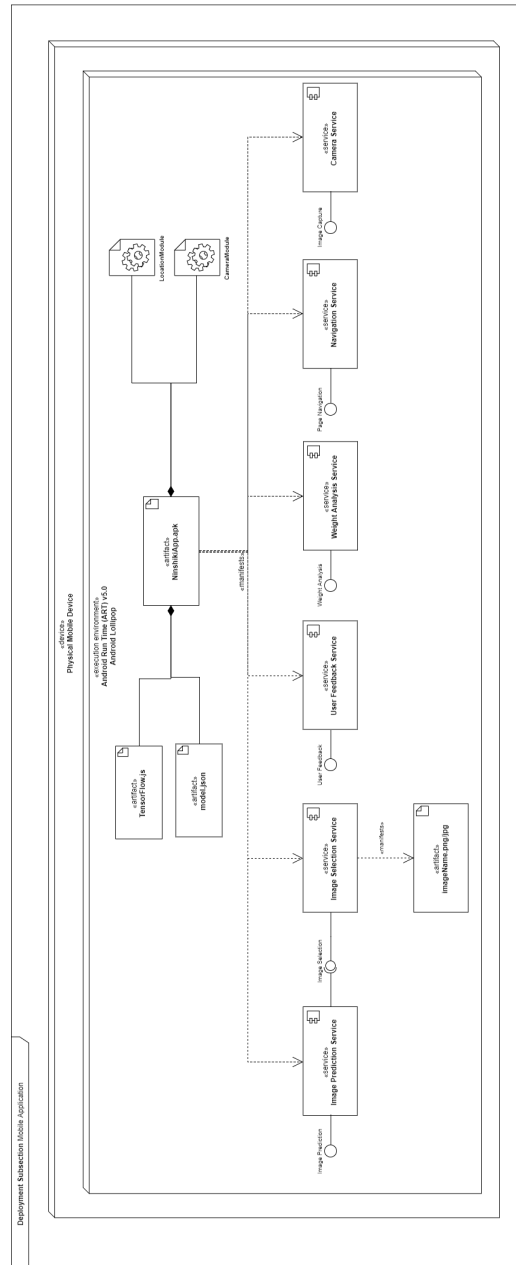 Deployment Subsection Mobile Application
«device»
Physical Mobile Device
«execution environment»
Android Run Time (ART) v5.0
Android Lollipop
«artifact»
TensorFlow.js
«artifact»
model.json
«artifact»
NinshikiApp.apk
LocationModule
CameraModule
«manifests»
Image Prediction
«service»
Image Prediction Service
Image Selection
«service»
Image Selection Service
User Feedback
«service»
User Feedback Service
Weight Analysis
«service»
Weight Analysis Service
Page Navigation
«service»
Navigation Service
Image Capture
«service»
Camera Service
«manifests»
«artifact»
imageName.png/jpg